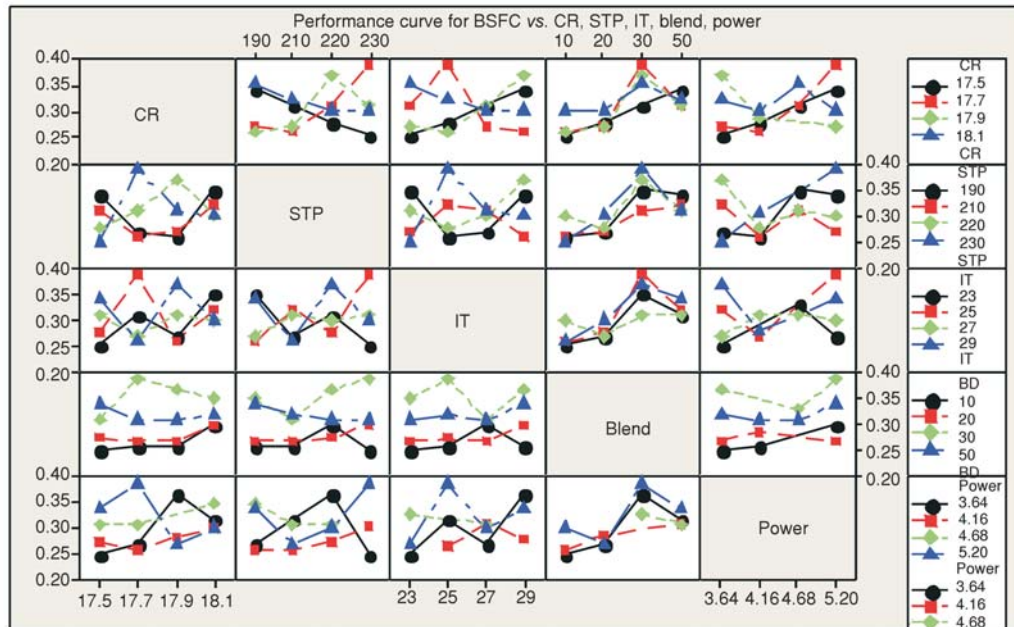 Performance curve for BSFC vs. CR, STP, IT, blend, power
190 210 220 230
10 20 30 50
0.40
0.35
0.30
0.25
0.20
CR
CR
17.5
17.7
17.9
18.1
CR
STP
0.40
0.35
0.30
0.25
0.20
STP
190
210
220
230
STP
0.40
0.35
0.30
0.25
0.20
IT
IT
23
25
27
29
IT
Blend
0.40
0.35
0.30
0.25
0.20
BD
10
20
30
50
BD
0.40
0.35
0.30
0.25
0.20
Power
Power
3.64
4.16
4.68
5.20
Power
3.64
4.16
4.68
17.5 17.7 17.9 18.1
23 25 27 29
3.64 4.16 4.68 5.20